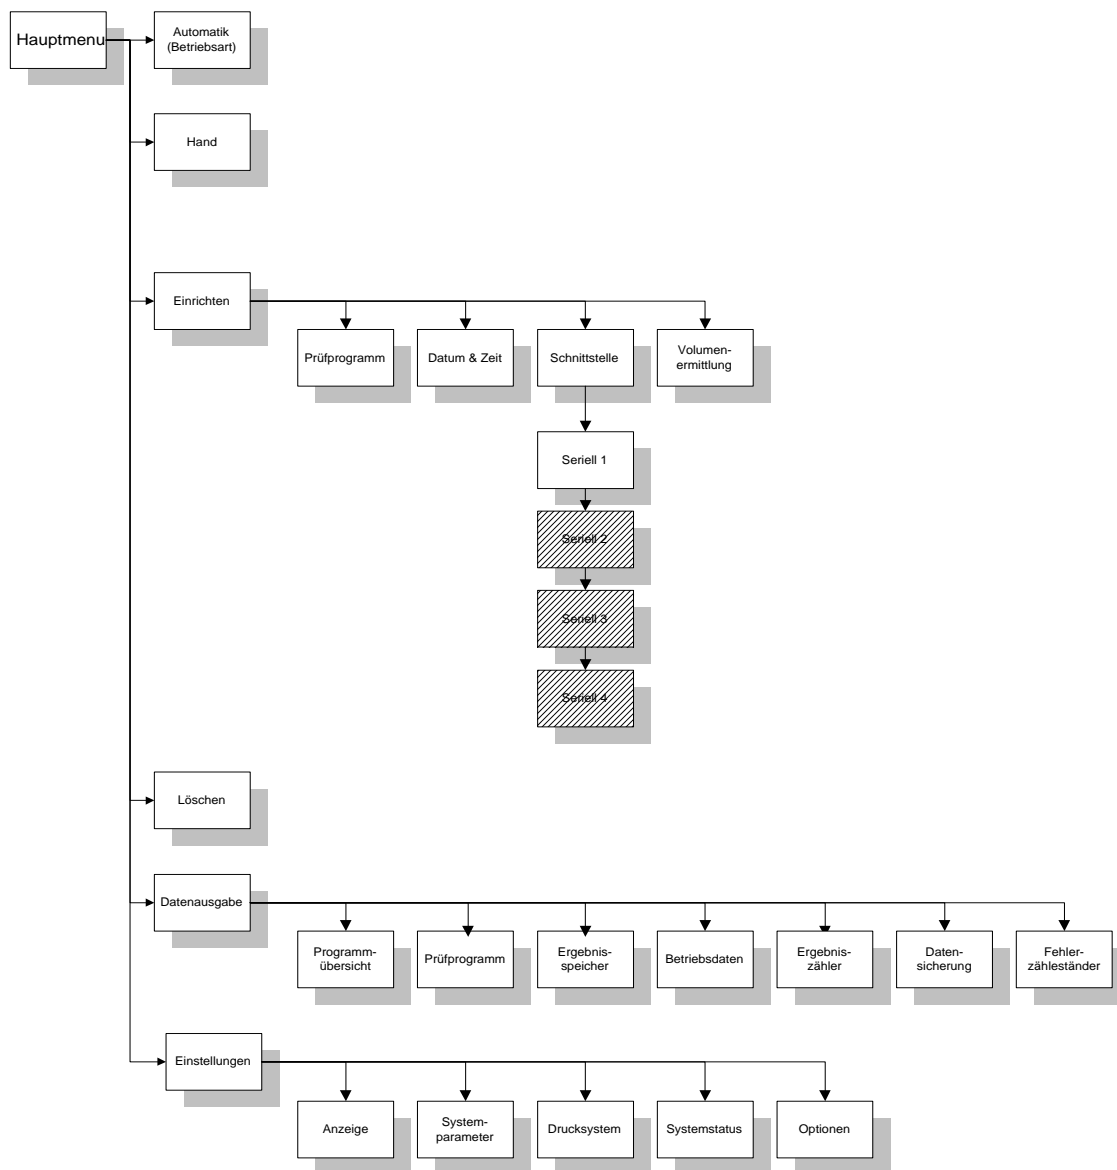 Hauptmenu
Automatik
(Betriebsart)
Hand
Einrichten
Prüfprogramm
Datum & Zeit
Schnittstelle
Volumen-
ermittlung
Seriell 1
Seriell 2
Seriell 3
Seriell 4
Löschen
Datenausgabe
Programm-
übersicht
Prüfprogramm
Ergebnis-
speicher
Betriebsdaten
Ergebnis-
zähler
Daten-
sicherung
Fehler-
zähleständer
Einstellungen
Anzeige
System-
parameter
Drucksystem
Systemstatus
Optionen